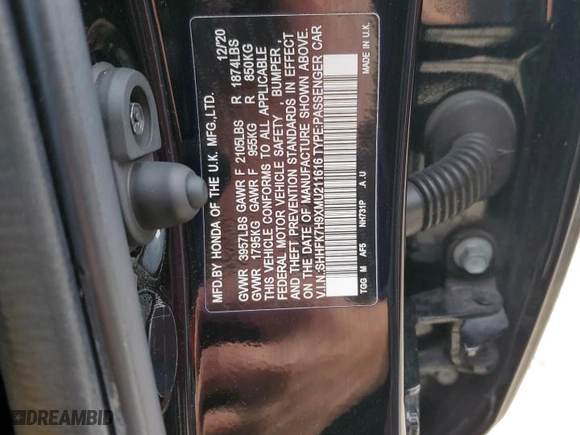 MFD.BY HONDA OF THE U.K. MFG.,LTD. 12/20
GVWR 3957LBS GAWR F 2105LBS R 1874LBS
GVWR 1795KG GAWR F 955KG R 850KG
THIS VEHICLE CONFORMS TO ALL APPLICABLE
FEDERAL MOTOR VEHICLE SAFETY , BUMPER ,
AND THEFT PREVENTION STANDARDS IN EFFECT
ON THE DATE OF MANUFACTURE SHOWN ABOVE.
V.I.N.:SHHFK7H9XMU211616 TYPE:PASSENGER CAR
TGG M AF5 NH731P A U MADE IN U.K.
DREAMBID